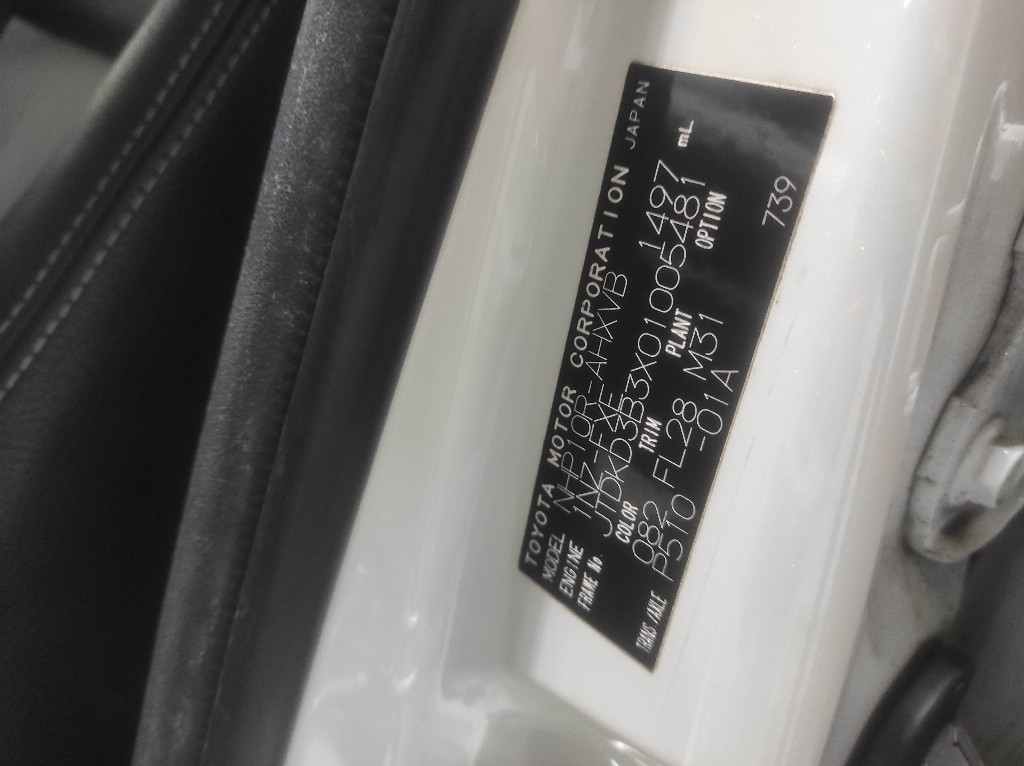 TOYOTA MOTOR CORPORATION JAPAN
MODEL NHP10R-AHXVB
ENGINE 1NZ-FXE 1497 mL
FRAME No. JTDKD3B3X01005481
COLOR TRIM PLANT OPTION
082 FL28 M31
TRANS/AXLE P510 -01A
739